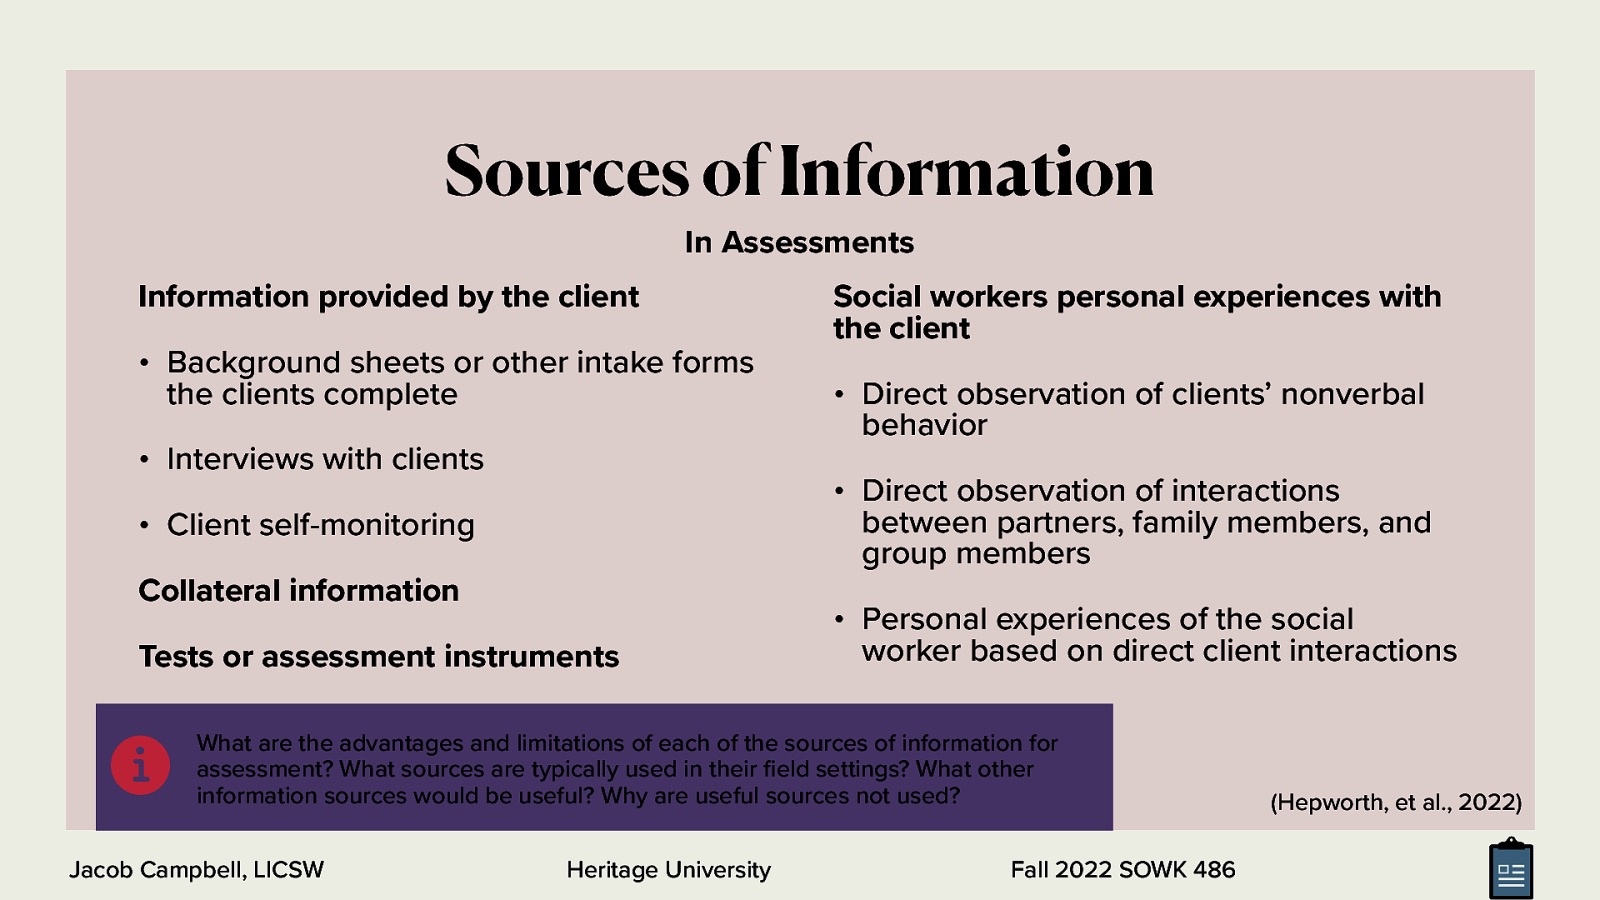 Sources of Information
In Assessments
Information provided by the client
• Background sheets or other intake forms
the clients complete
• Interviews with clients
• Client self-monitoring
Collateral information
Tests or assessment instruments
Social workers personal experiences with
the client
• Direct observation of clients’ nonverbal
behavior
• Direct observation of interactions
between partners, family members, and
group members
• Personal experiences of the social
worker based on direct client interactions
What are the advantages and limitations of each of the sources of information for
assessment? What sources are typically used in their field settings? What other
information sources would be useful? Why are useful sources not used?
(Hepworth, et al., 2022)
Jacob Campbell, LICSW
Heritage University
Fall 2022 SOWK 486